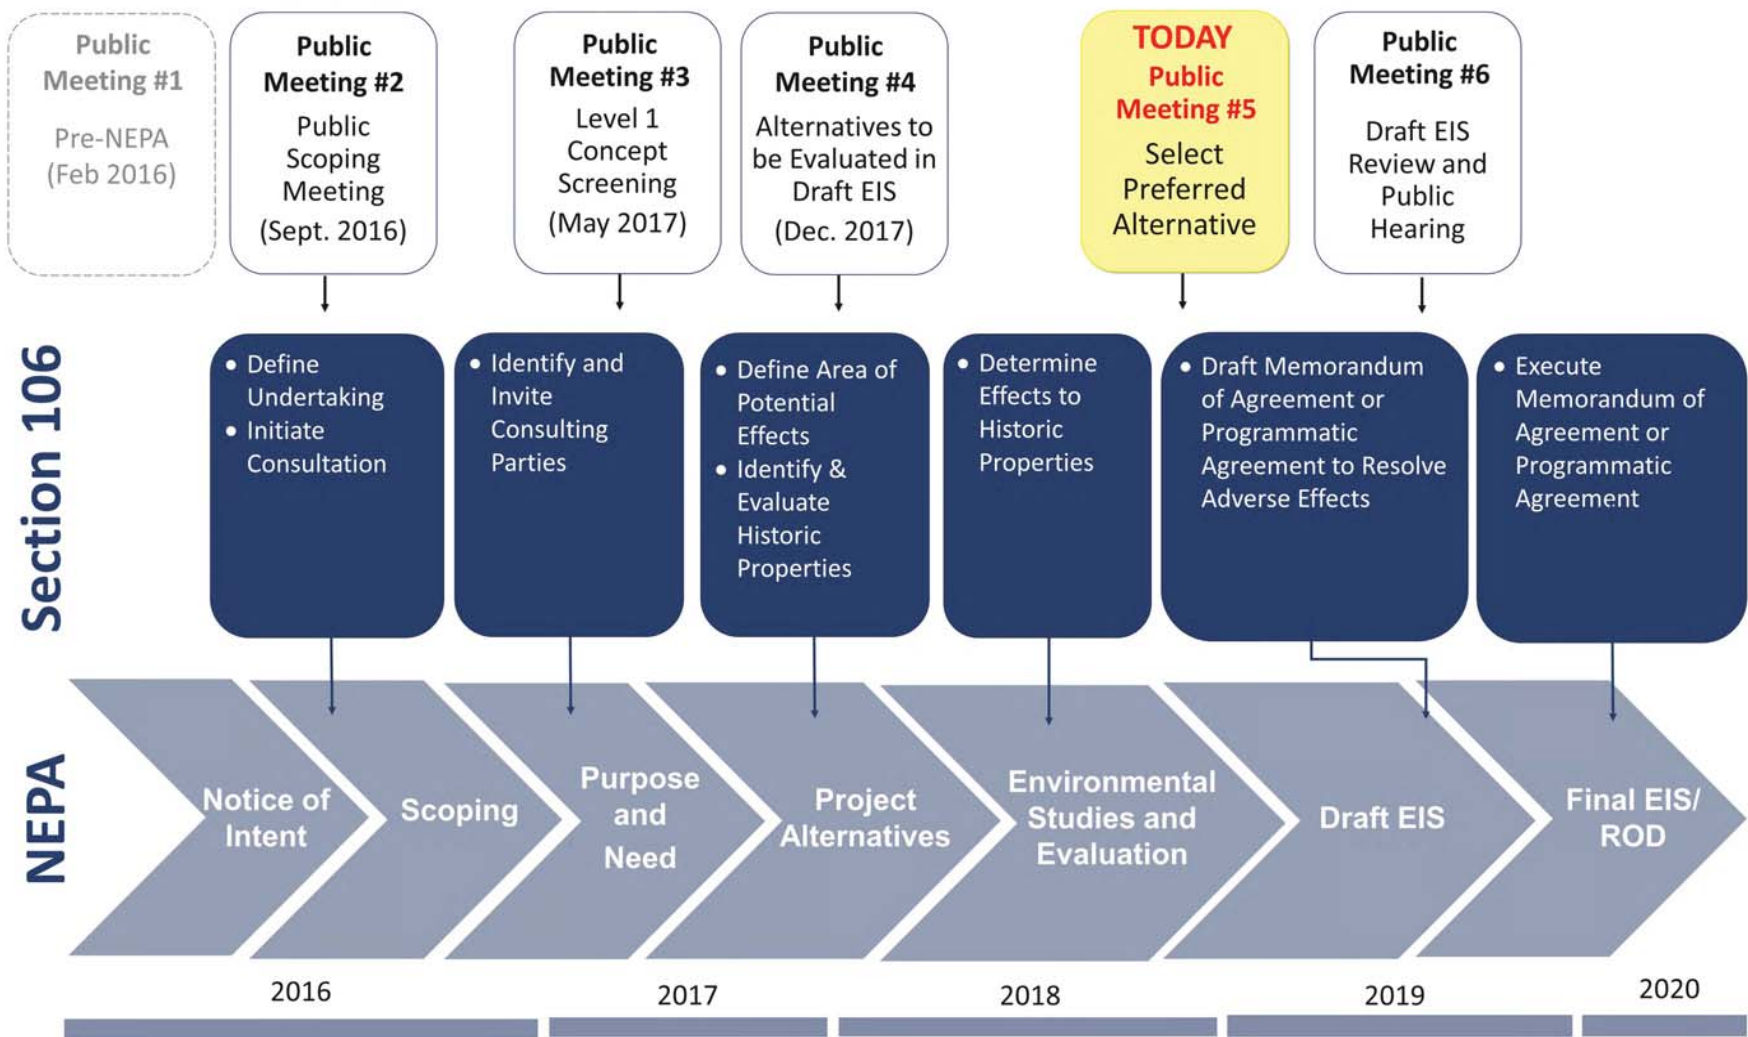 Public
Meeting #1
Pre-NEPA
(Feb 2016)
Public
Meeting #2
Public
Scoping
Meeting
(Sept. 2016)
Public
Meeting #3
Level 1
Concept
Screening
(May 2017)
Public
Meeting #4
Alternatives to
be Evaluated in
Draft EIS
(Dec. 2017)
TODAY
Public
Meeting #5
Select
Preferred
Alternative
Public
Meeting #6
Draft EIS
Review and
Public
Hearing
Section 106
• Define
Undertaking
• Initiate
Consultation
• Identify and
Invite
Consulting
Parties
• Define Area of
Potential
Effects
• Identify &
Evaluate
Historic
Properties
• Determine
Effects to
Historic
Properties
• Draft Memorandum
of Agreement or
Programmatic
Agreement to Resolve
Adverse Effects
• Execute
Memorandum of
Agreement or
Programmatic
Agreement
NEPA
Notice of
Intent
Scoping
Purpose
and
Need
Project
Alternatives
Environmental
Studies and
Evaluation
Draft EIS
Final EIS/
ROD
2016
2017
2018
2019
2020